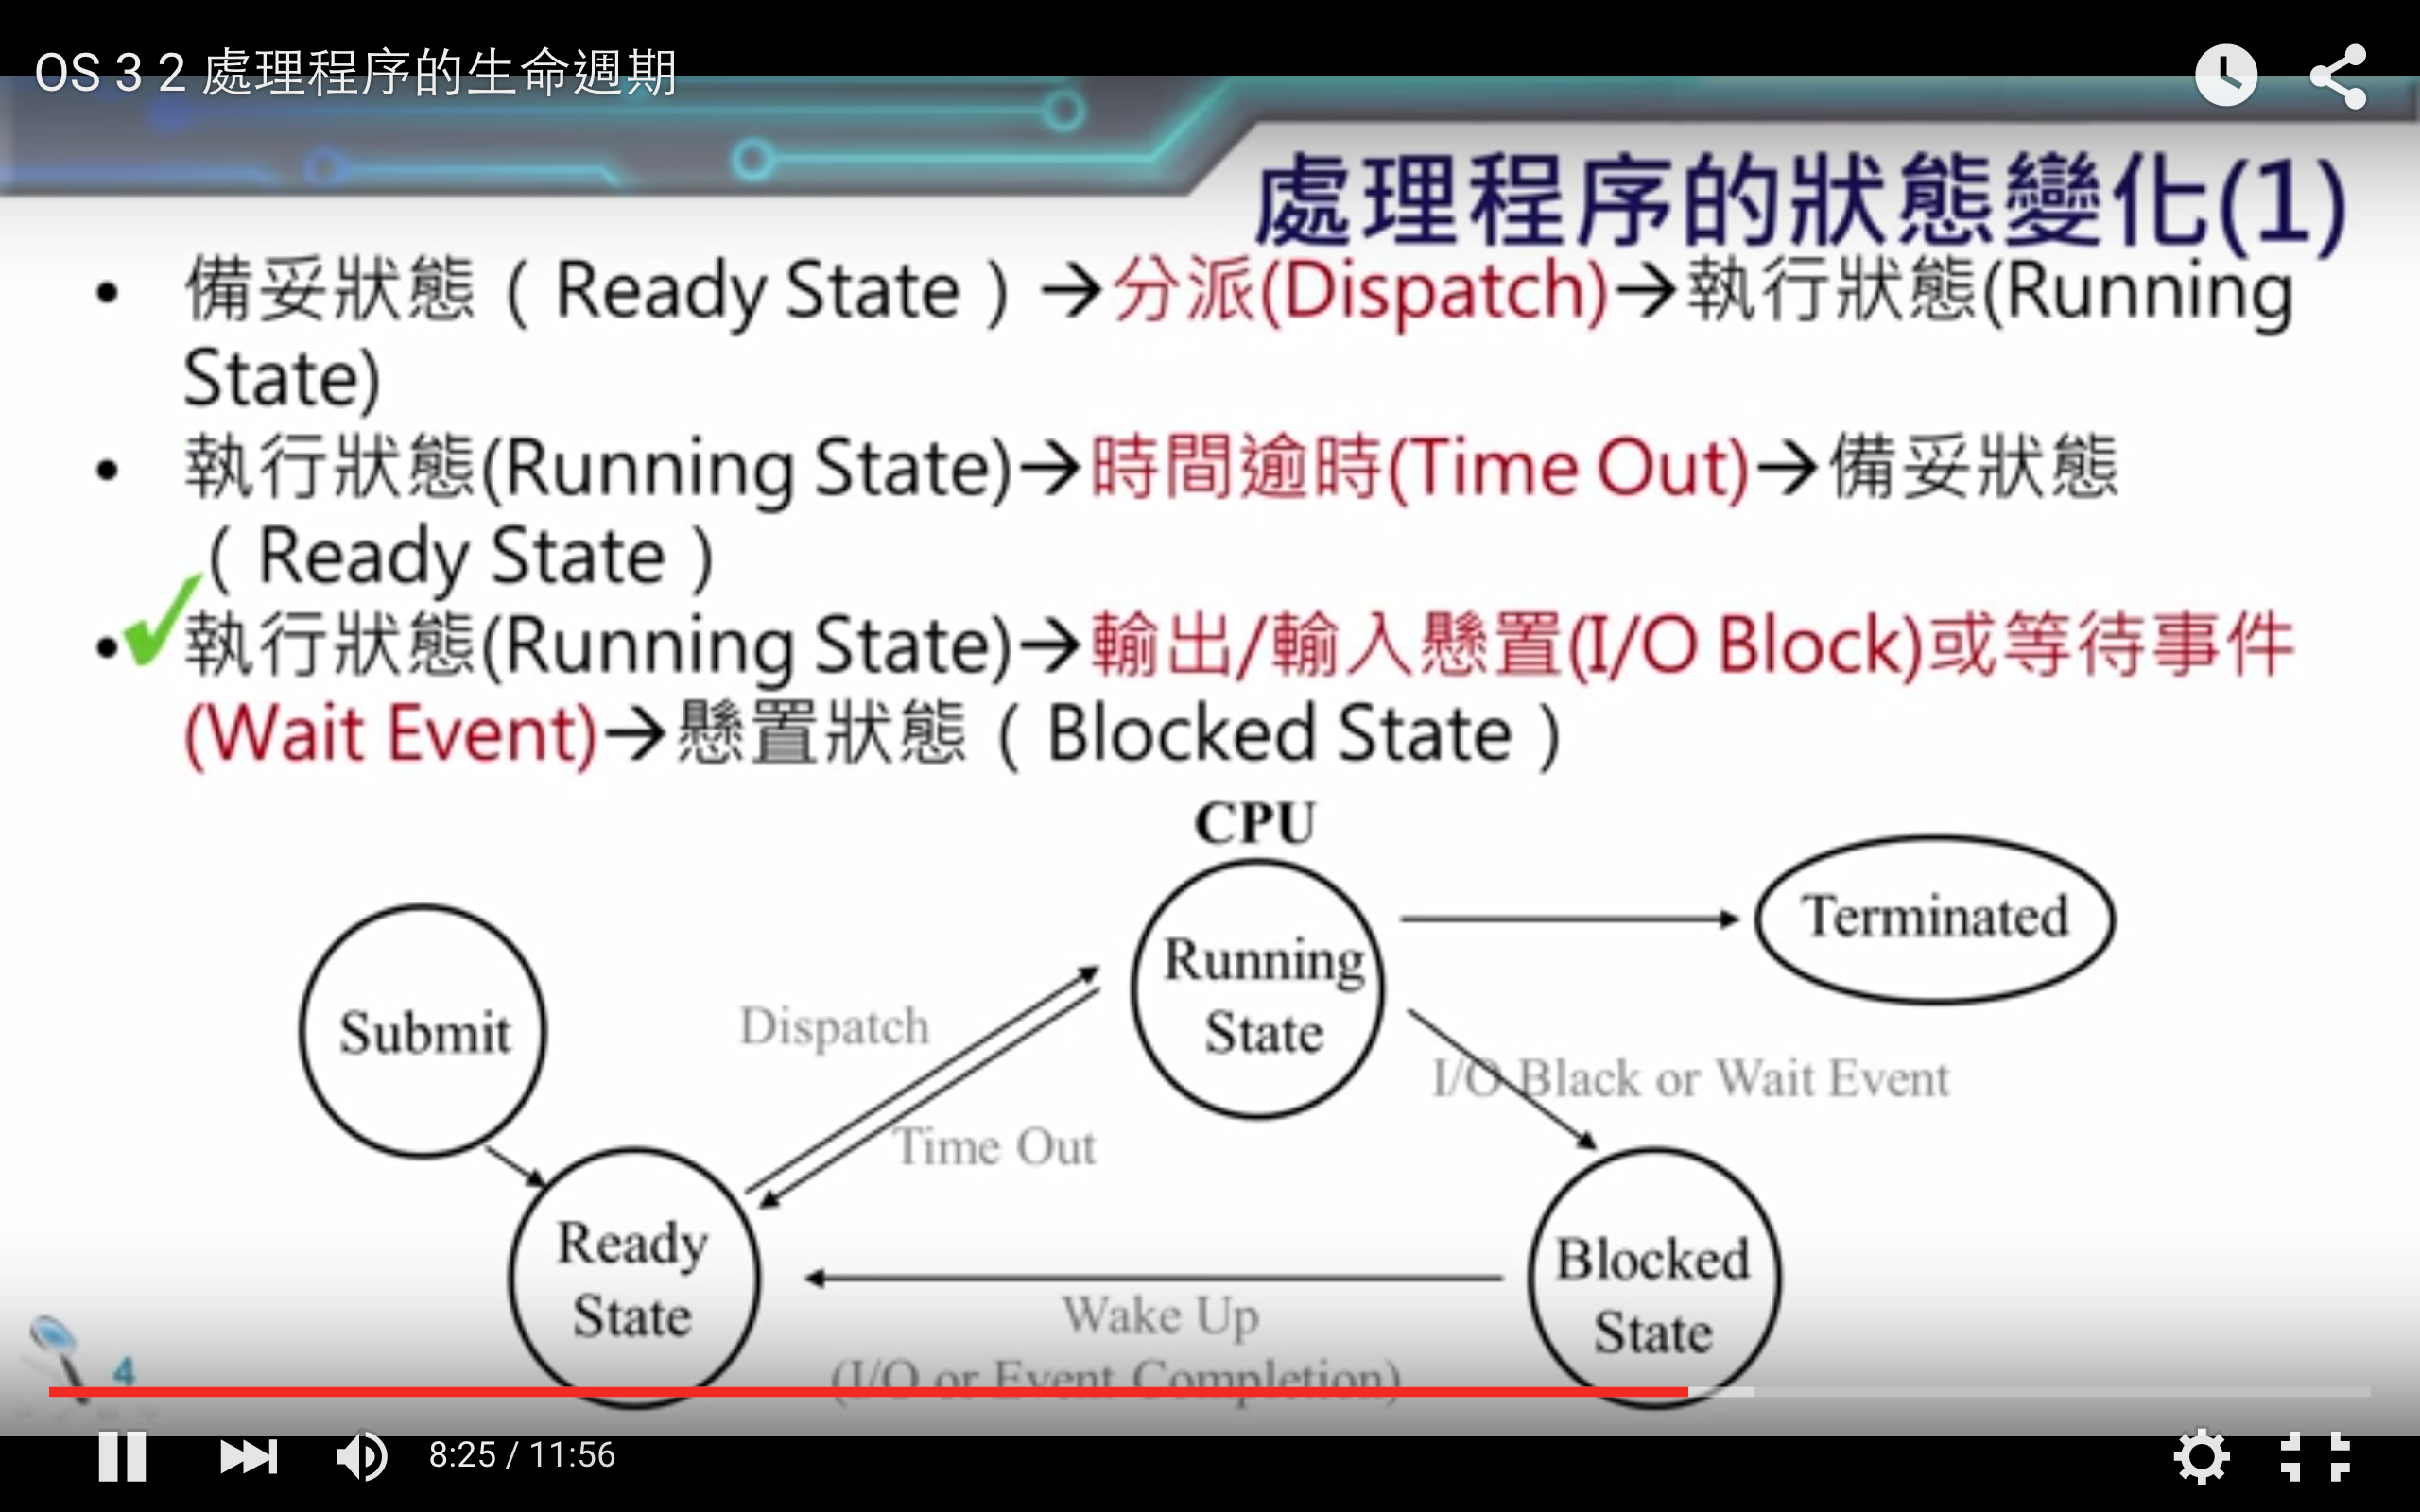 OS 3 2 處理程序的生命週期
處理程序的狀態變化(1)
• 備妥狀態（Ready State）→分派(Dispatch)→執行狀態(Running
State)
• 執行狀態(Running State)→時間逾時(Time Out)→備妥狀態
（Ready State）
• 執行狀態(Running State)→輸出/輸入懸置(I/O Block)或等待事件
(Wait Event)→懸置狀態（Blocked State）
CPU
Submit
Dispatch
Running
State
Terminated
I/O Black or Wait Event
Time Out
Ready
State
Blocked
State
Wake Up
(I/O or Event Completion)
4
8:25 / 11:56